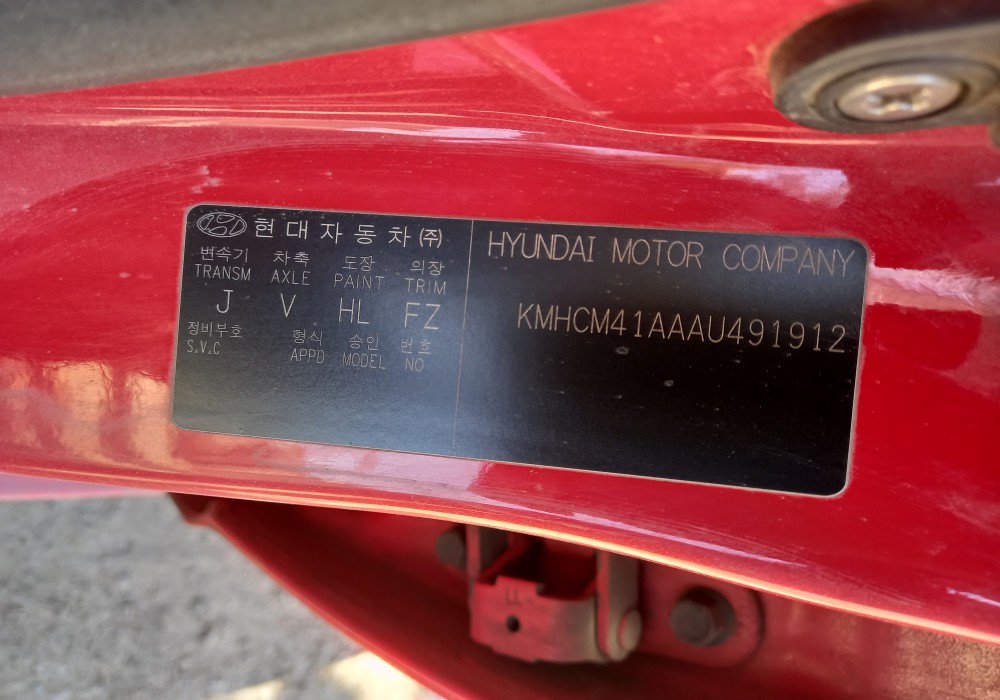 현대자동차㈜
변속기 차축 도장 의장
TRANSM AXLE PAINT TRIM
J V HL FZ
정비부호 형식 승인 번호
S.V.C APPD MODEL NO
HYUNDAI MOTOR COMPANY
KMHCM41AAAU491912